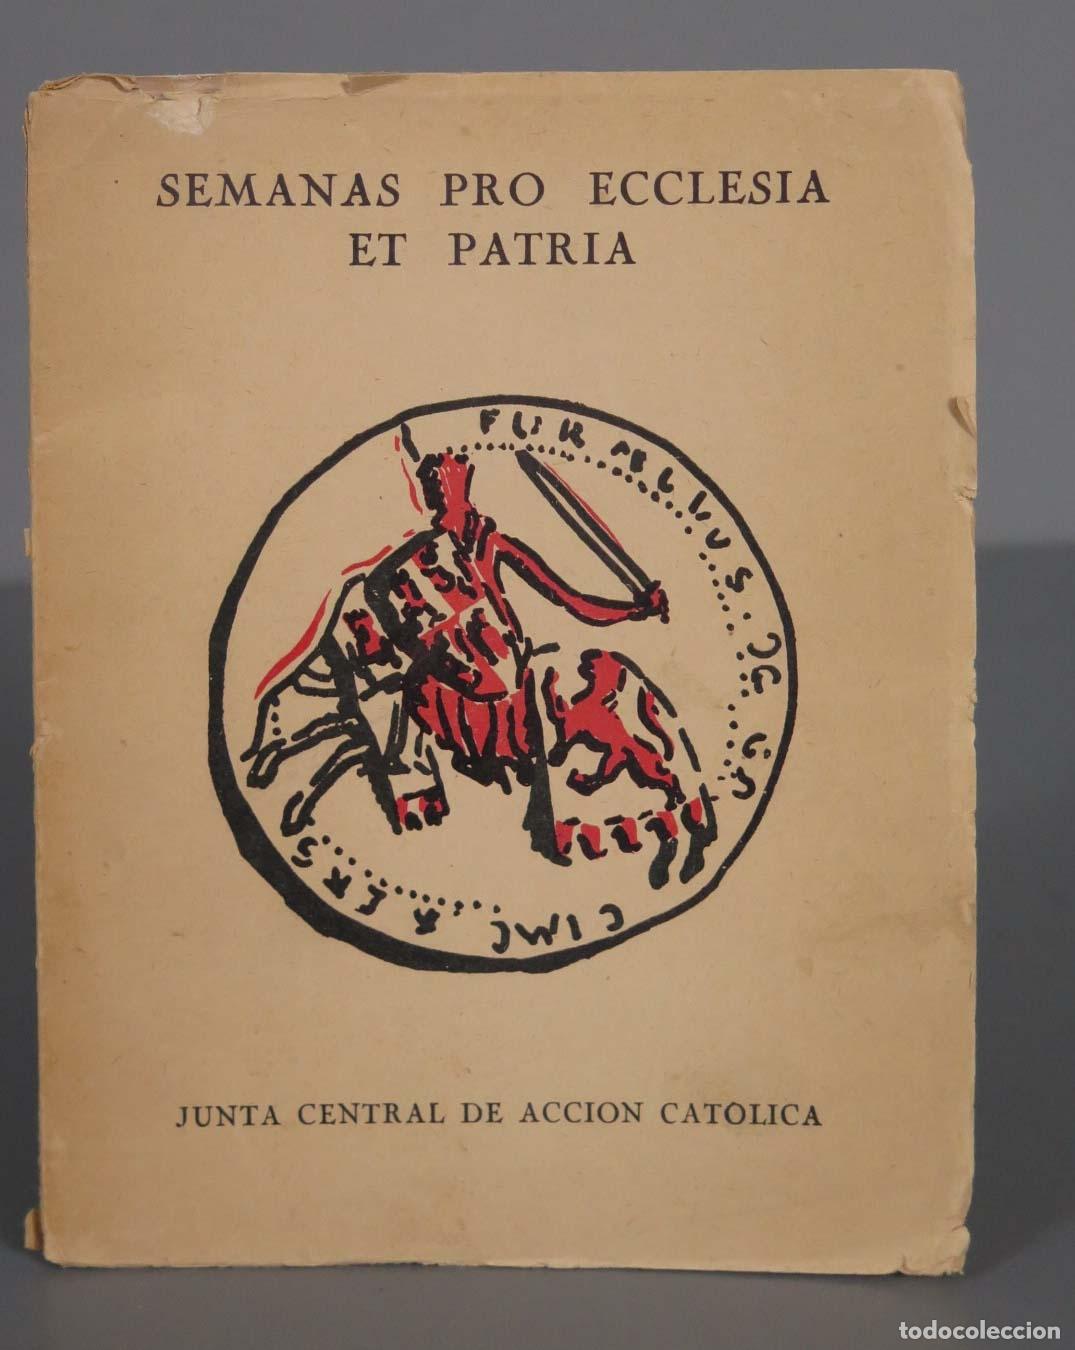 SEMANAS PRO ECCLESIA
ET PATRIA
JUNTA CENTRAL DE ACCION CATOLICA
todocoleccion